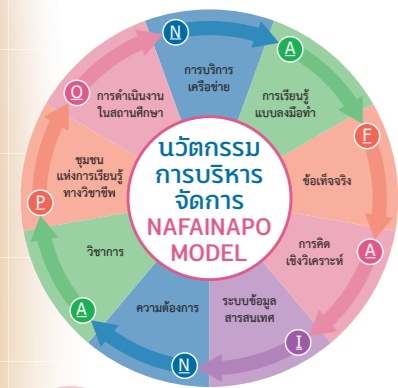 N
การบริการ
เครือข่าย
A
การเรียนรู้
แบบลงมือทำ
F
ข้อเท็จจริง
A
การคิด
เชิงวิเคราะห์
I
ระบบข้อมูล
สารสนเทศ
N
ความต้องการ
A
วิชาการ
P
ชุมชน
แห่งการเรียนรู้
ทางวิชาชีพ
O
การดำเนินงาน
ในสถานศึกษา
นวัตกรรม
การบริหาร
จัดการ
NAFAINAPO
MODEL